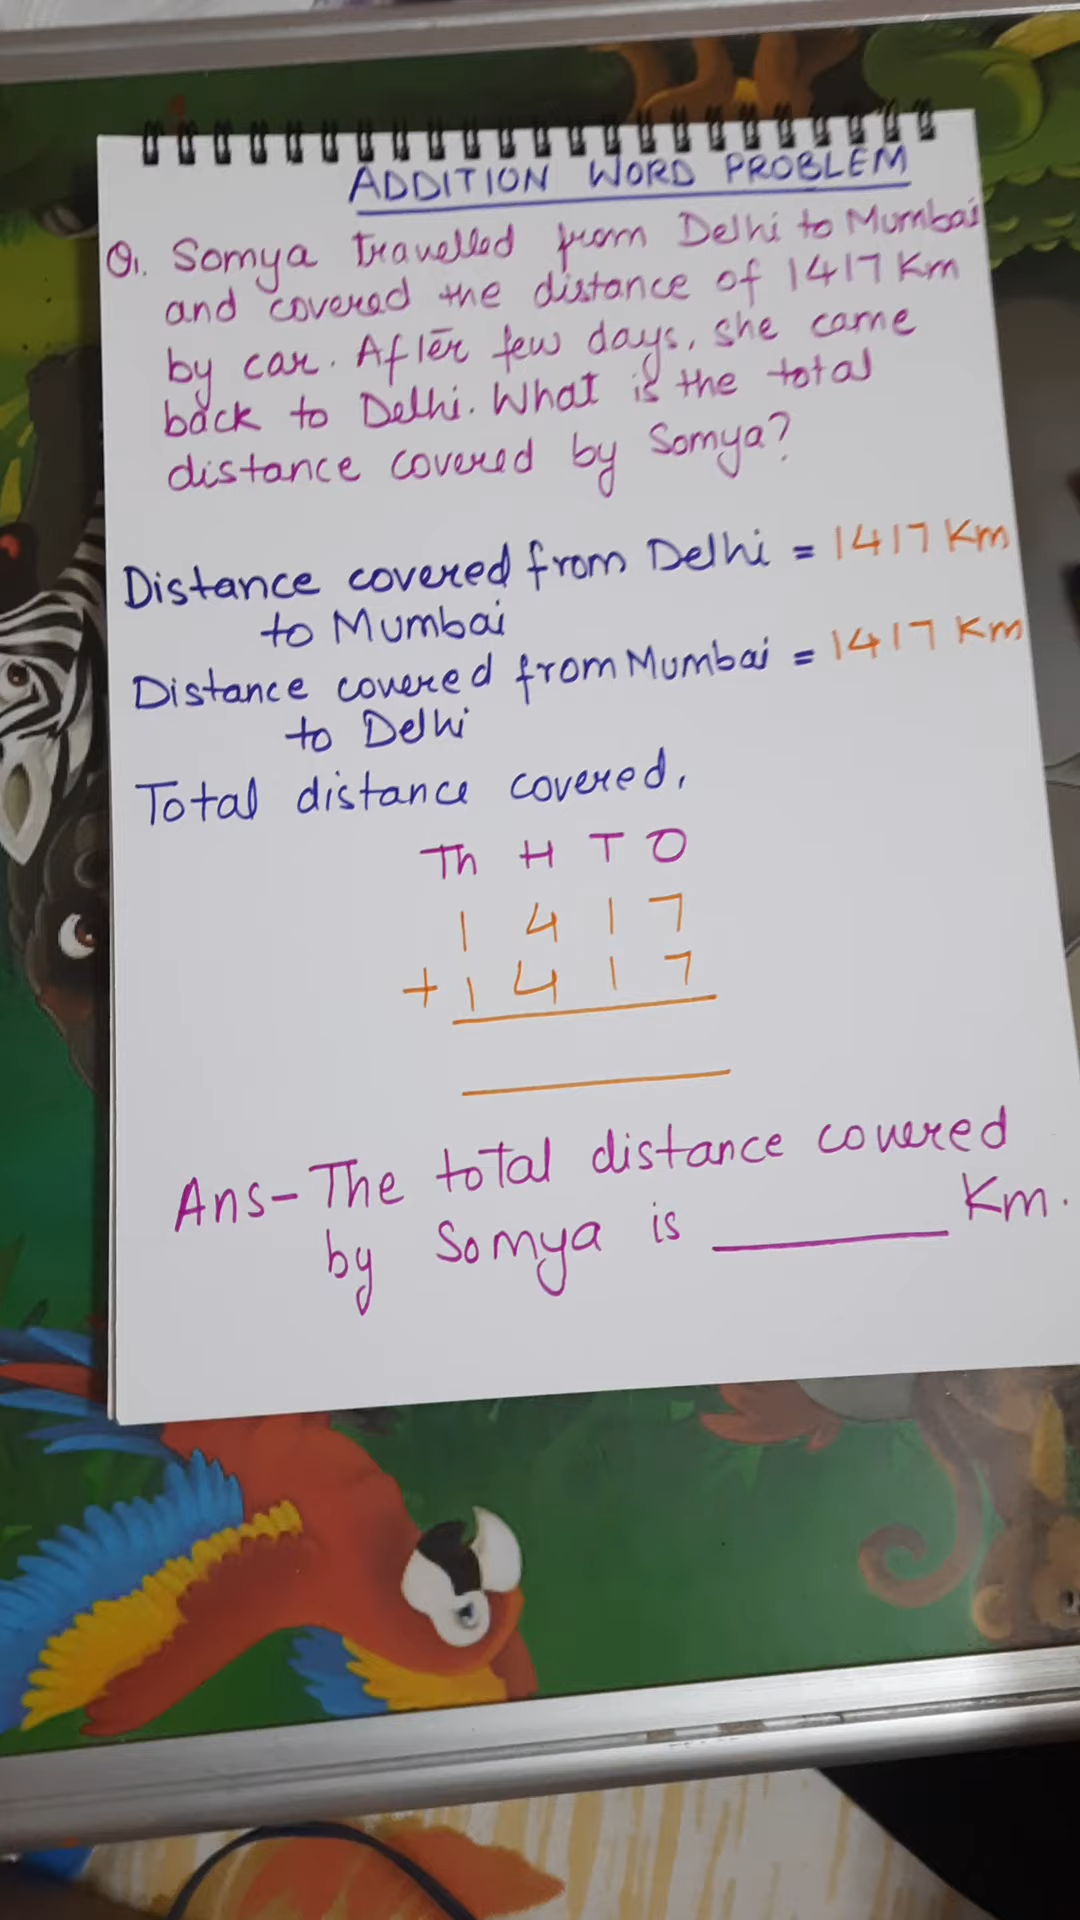 ADDITION WORD PROBLEM
Q1. Somya travelled from Delhi to Mumbai
and covered the distance of 1417 Km
by car. After few days, she came
back to Delhi. What is the total
distance covered by Somya?
Distance covered from Delhi = 1417 Km
to Mumbai
Distance covered from Mumbai = 1417 Km
to Delhi
Total distance covered,
Th H T O
1 4 1 7
+ 1 4 1 7
Ans- The total distance covered
by Somya is ______ Km.